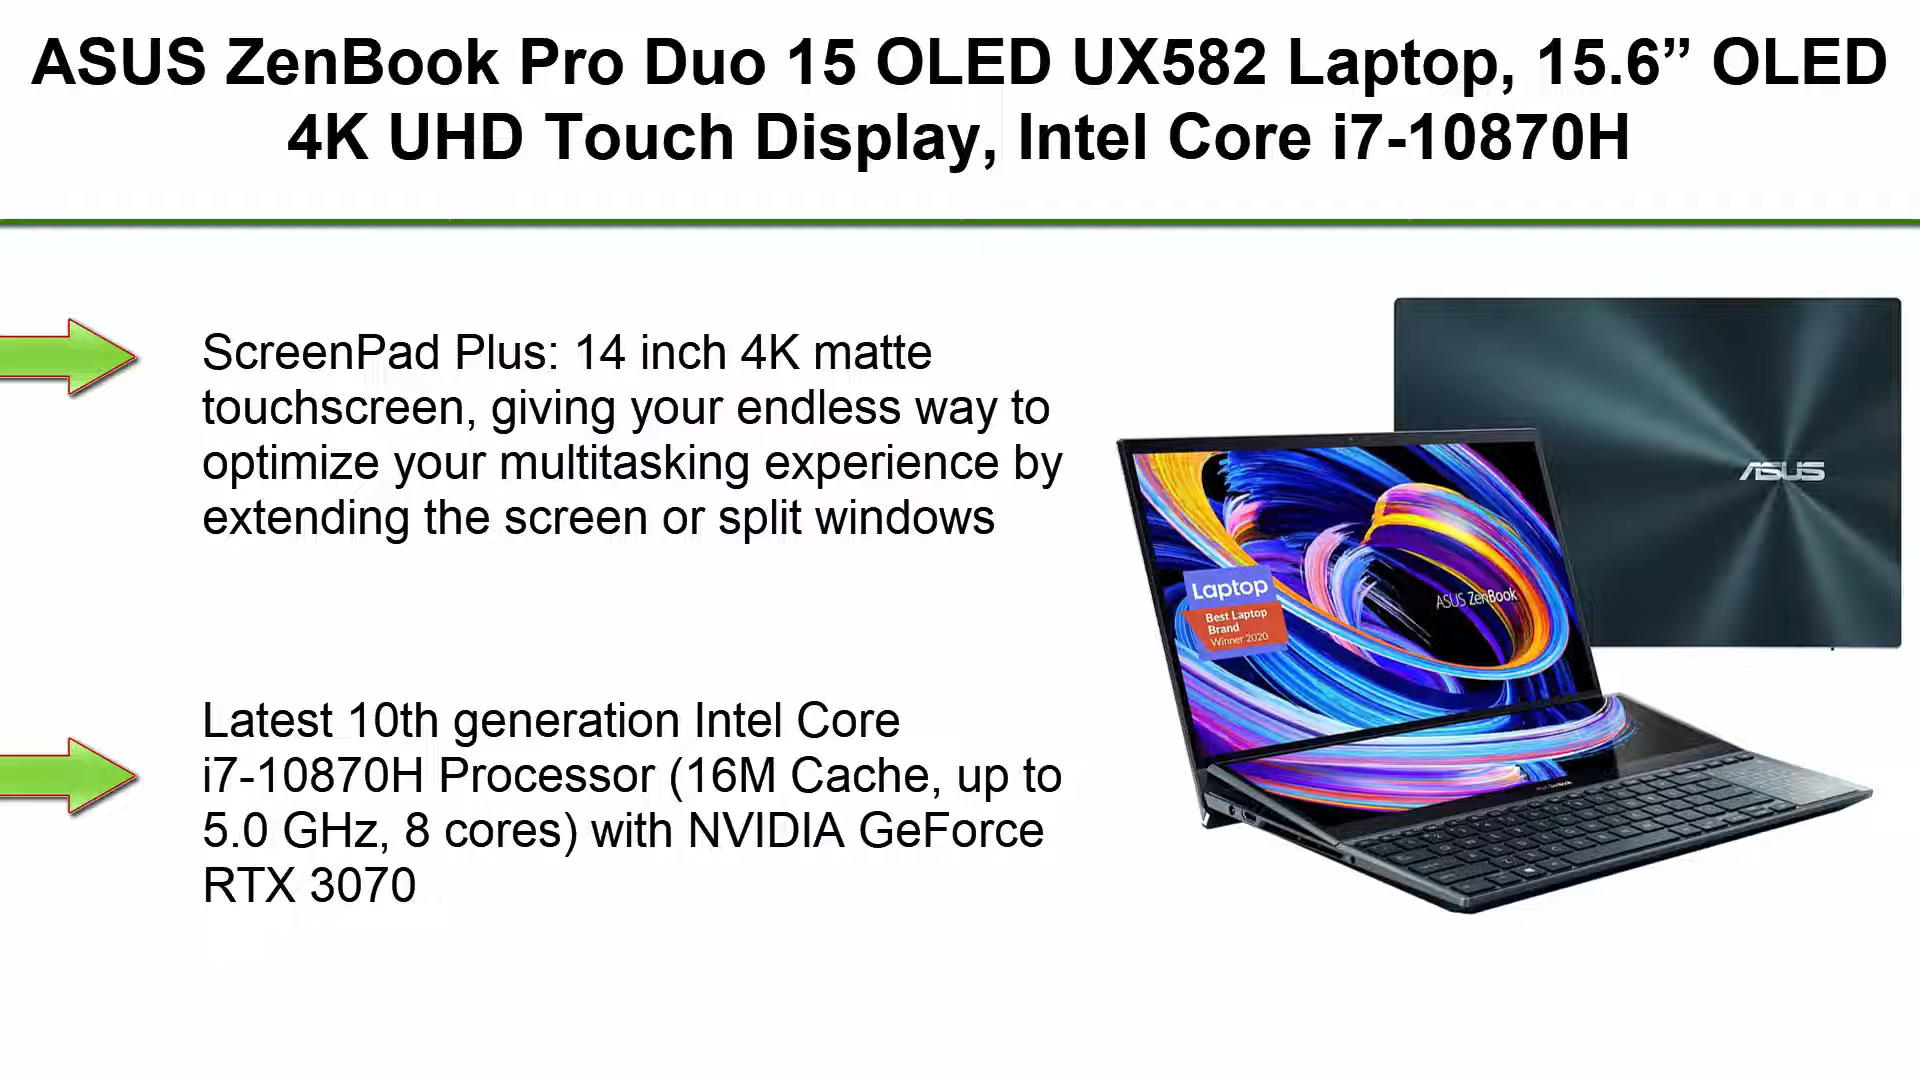 ASUS ZenBook Pro Duo 15 OLED UX582 Laptop, 15.6” OLED
4K UHD Touch Display, Intel Core i7-10870H
ScreenPad Plus: 14 inch 4K matte
touchscreen, giving your endless way to
optimize your multitasking experience by
extending the screen or split windows
Latest 10th generation Intel Core
i7-10870H Processor (16M Cache, up to
5.0 GHz, 8 cores) with NVIDIA GeForce
RTX 3070
ASUS
ASUS ZenBook
Laptop
Best Laptop
Brand
Winner 2020